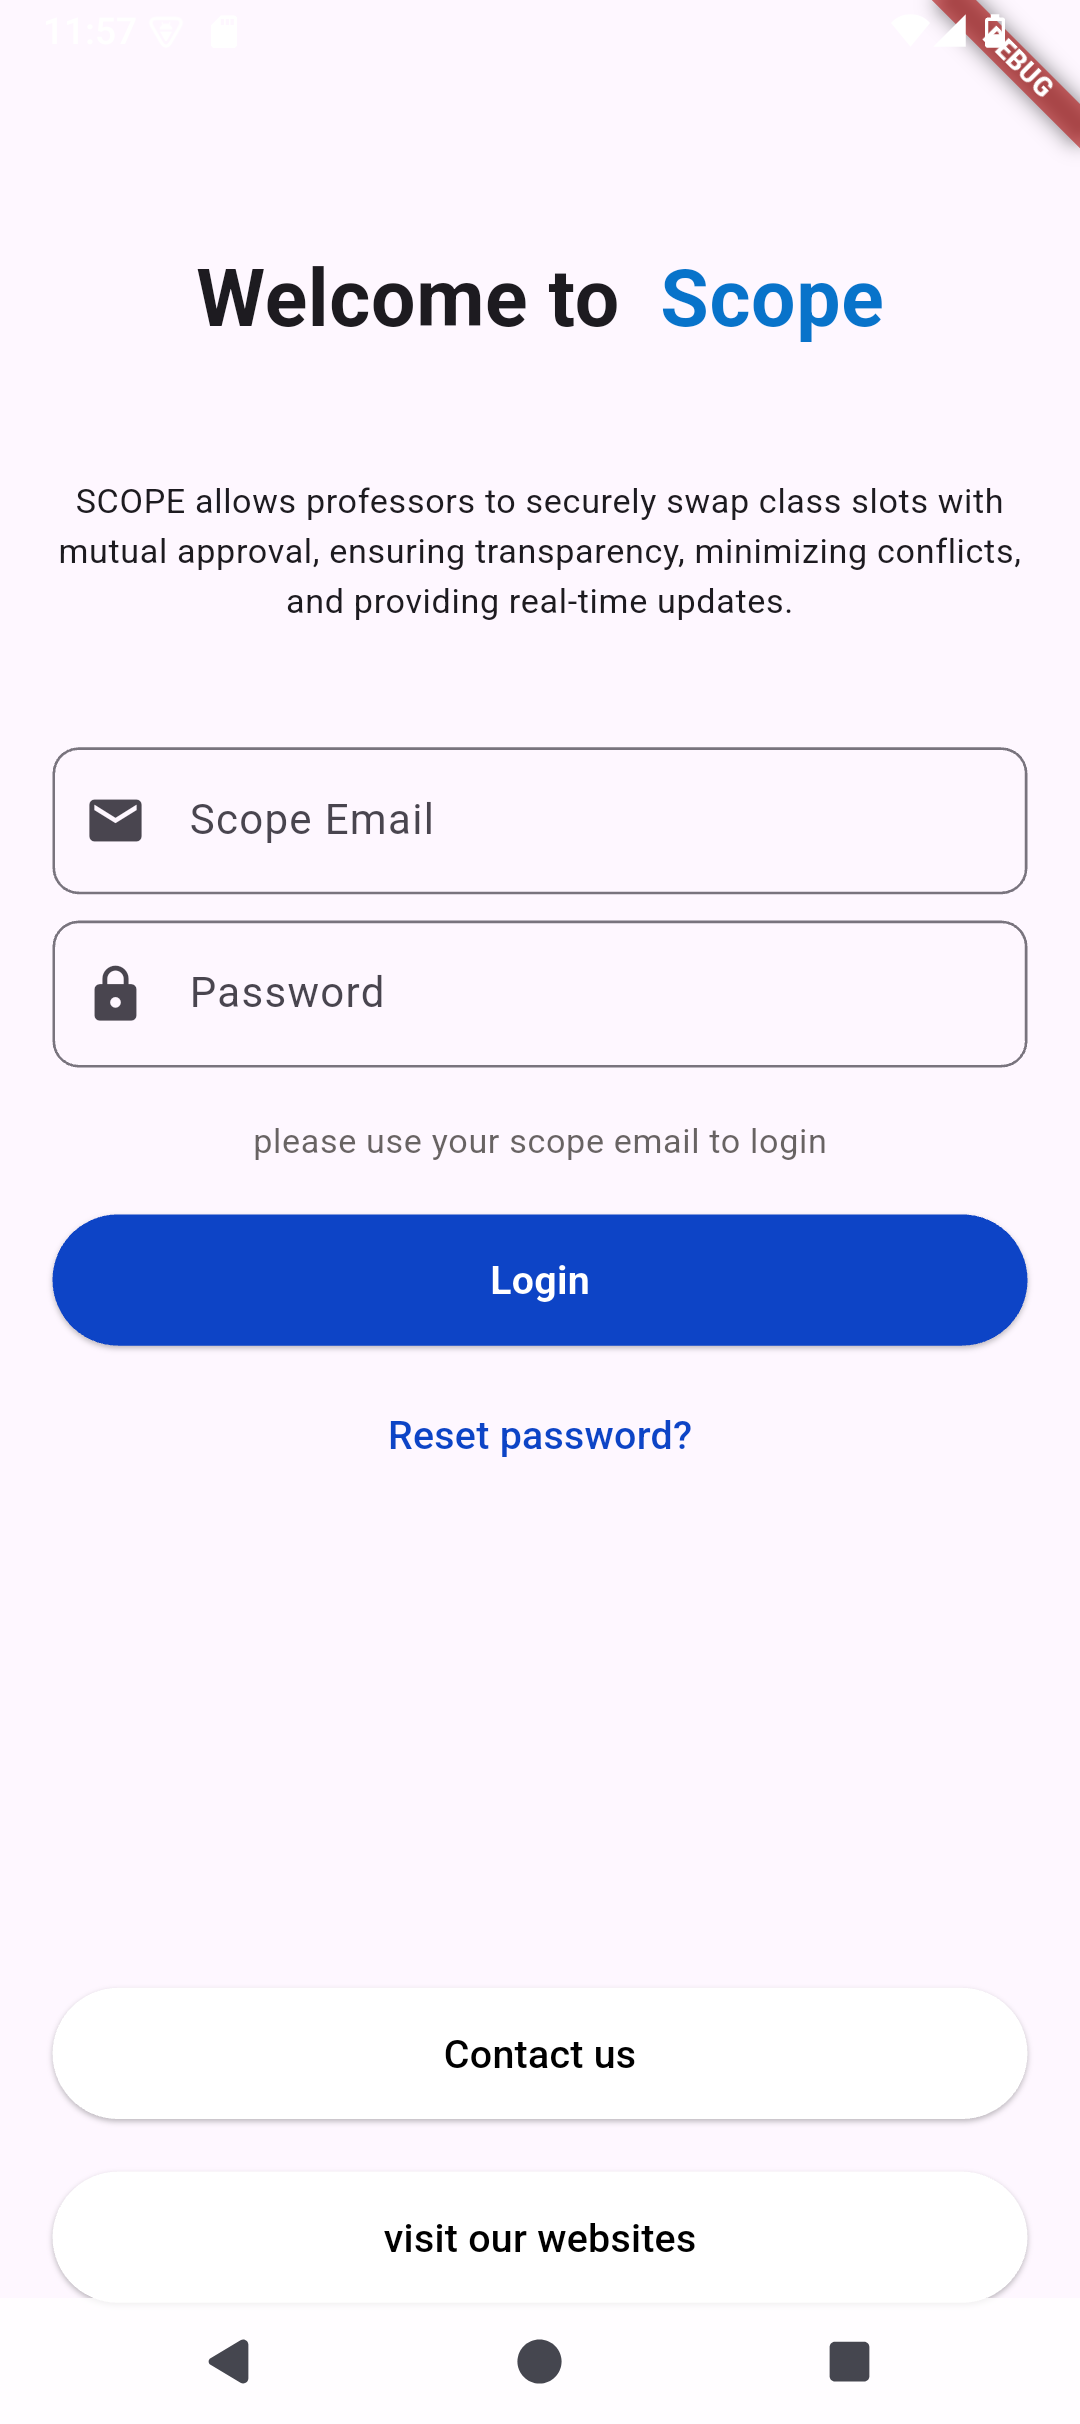 11:57
DEBUG
Welcome to Scope
SCOPE allows professors to securely swap class slots with
mutual approval, ensuring transparency, minimizing conflicts,
and providing real-time updates.
Scope Email
Password
please use your scope email to login
Login
Reset password?
Contact us
visit our websites